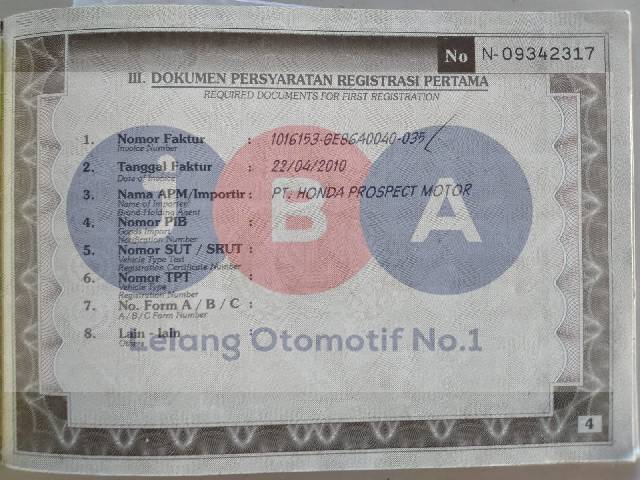 No N-09342317
III. DOKUMEN PERSYARATAN REGISTRASI PERTAMA
REQUIRED DOCUMENTS FOR FIRST REGISTRATION
1. Nomor Faktur : 1016153-GE8GA0040-035
Invoice Number
2. Tanggal Faktur : 22/04/2010
Date of Invoice
3. Nama APM/Importir : PT. HONDA PROSPECT MOTOR
Name of Importer/
Brand Holding Agent
4. Nomor PIB :
Goods Import
Notification Number
5. Nomor SUT / SRUT :
Vehicle Type Test
Registration Certificate Number
6. Nomor TPT :
Vehicle Type
Registration Number
7. No. Form A / B / C :
A / B / C Form Number
8. Lain - lain :
Others
1BA
Lelang Otomotif No.1
4